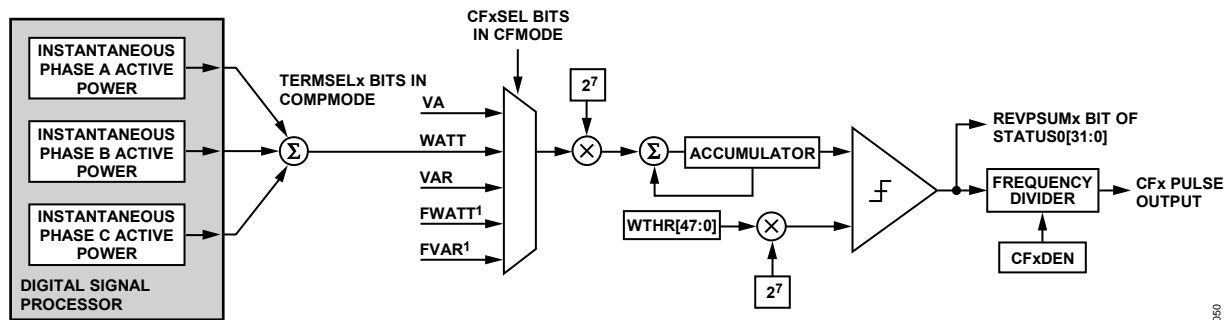 INSTANTANEOUS
PHASE A ACTIVE
POWER
INSTANTANEOUS
PHASE B ACTIVE
POWER
INSTANTANEOUS
PHASE C ACTIVE
POWER
DIGITAL SIGNAL
PROCESSOR
Σ
TERMSELx BITS IN
COMPMODE
CFxSEL BITS
IN CFMODE
VA
WATT
VAR
FWATT¹
FVAR¹
2⁷
×
Σ
ACCUMULATOR
WTHR[47:0]
×
2⁷
REVPSUMx BIT OF
STATUS0[31:0]
FREQUENCY
DIVIDER
CFx PULSE
OUTPUT
CFxDEN
050